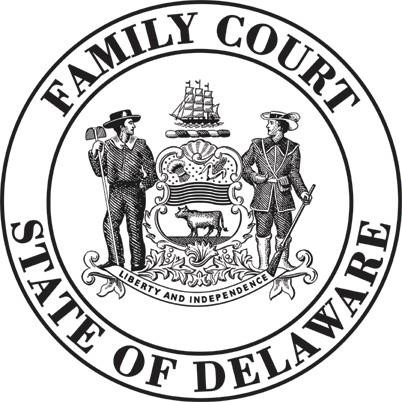 FAMILY COURT
LIBERTY AND INDEPENDENCE
STATE OF DELAWARE